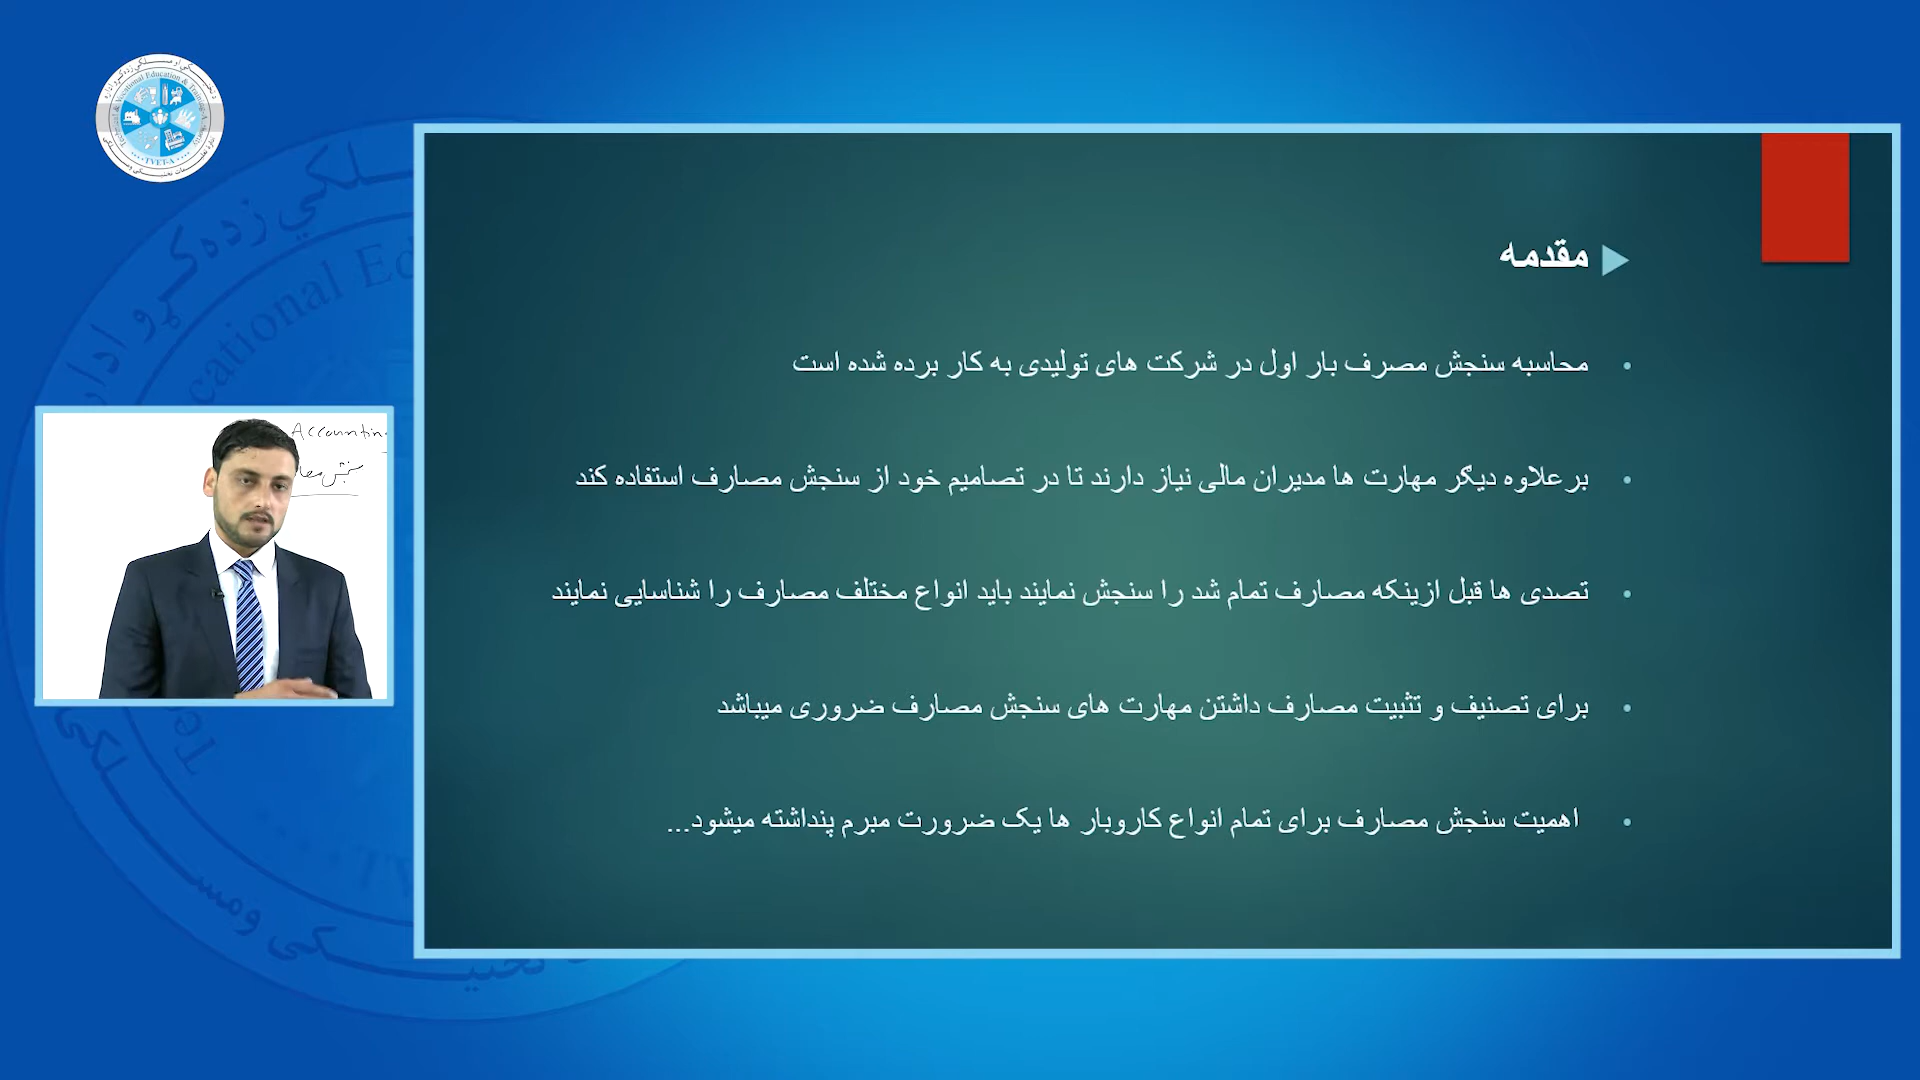 مقدمه
محاسبه سنجش مصرف بار اول در شرکت های تولیدی به کار برده شده است
برعلاوه دیگر مهارت ها مدیران مالی نیاز دارند تا در تصامیم خود از سنجش مصارف استفاده کند
تصدی ها قبل ازینکه مصارف تمام شد را سنجش نمایند باید انواع مختلف مصارف را شناسایی نمایند
برای تصنیف و تثبیت مصارف داشتن مهارت های سنجش مصارف ضروری میباشد
اهمیت سنجش مصارف برای تمام انواع کاروبار ها یک ضرورت مبرم پنداشته میشود...
Accountin
سنجش
TVET-A